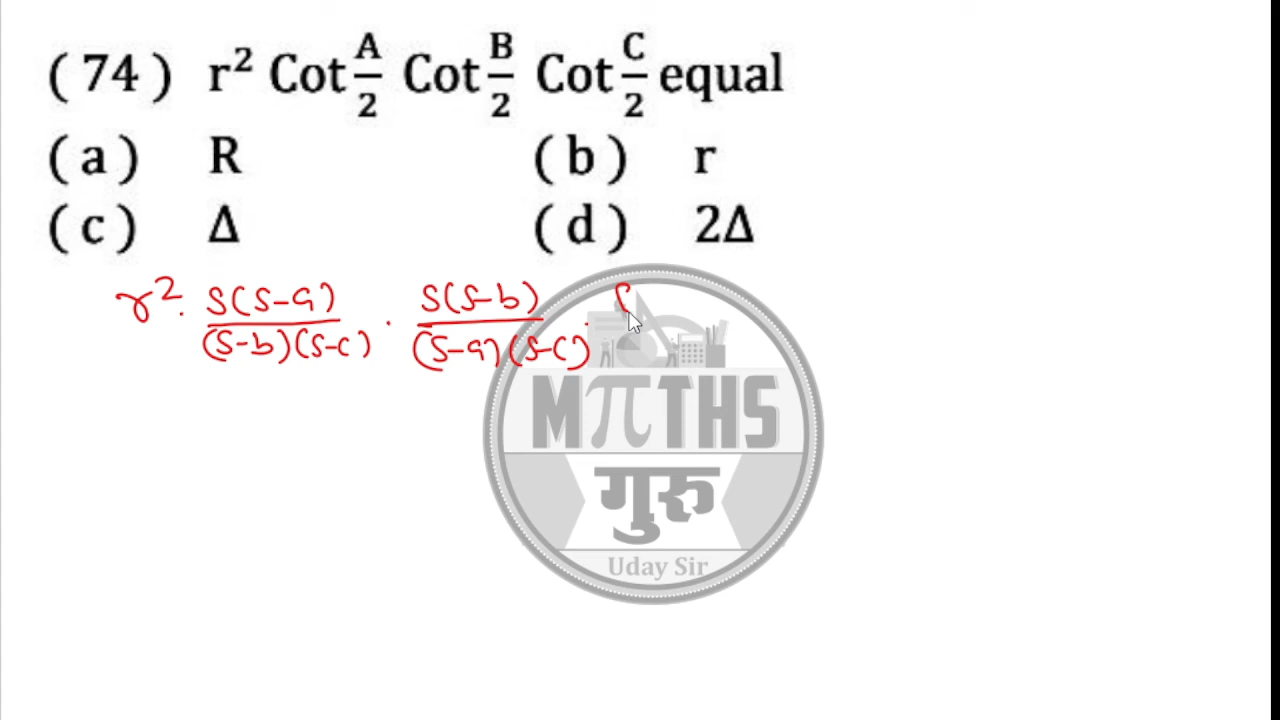 ( 74 ) r² Cot A/2 Cot B/2 Cot C/2 equal
( a ) R ( b ) r
( c ) Δ ( d ) 2Δ
r² · s(s-a)/(s-b)(s-c) · s(s-b)/(s-a)(s-c) · s
MπTHS
गुरु
Uday Sir